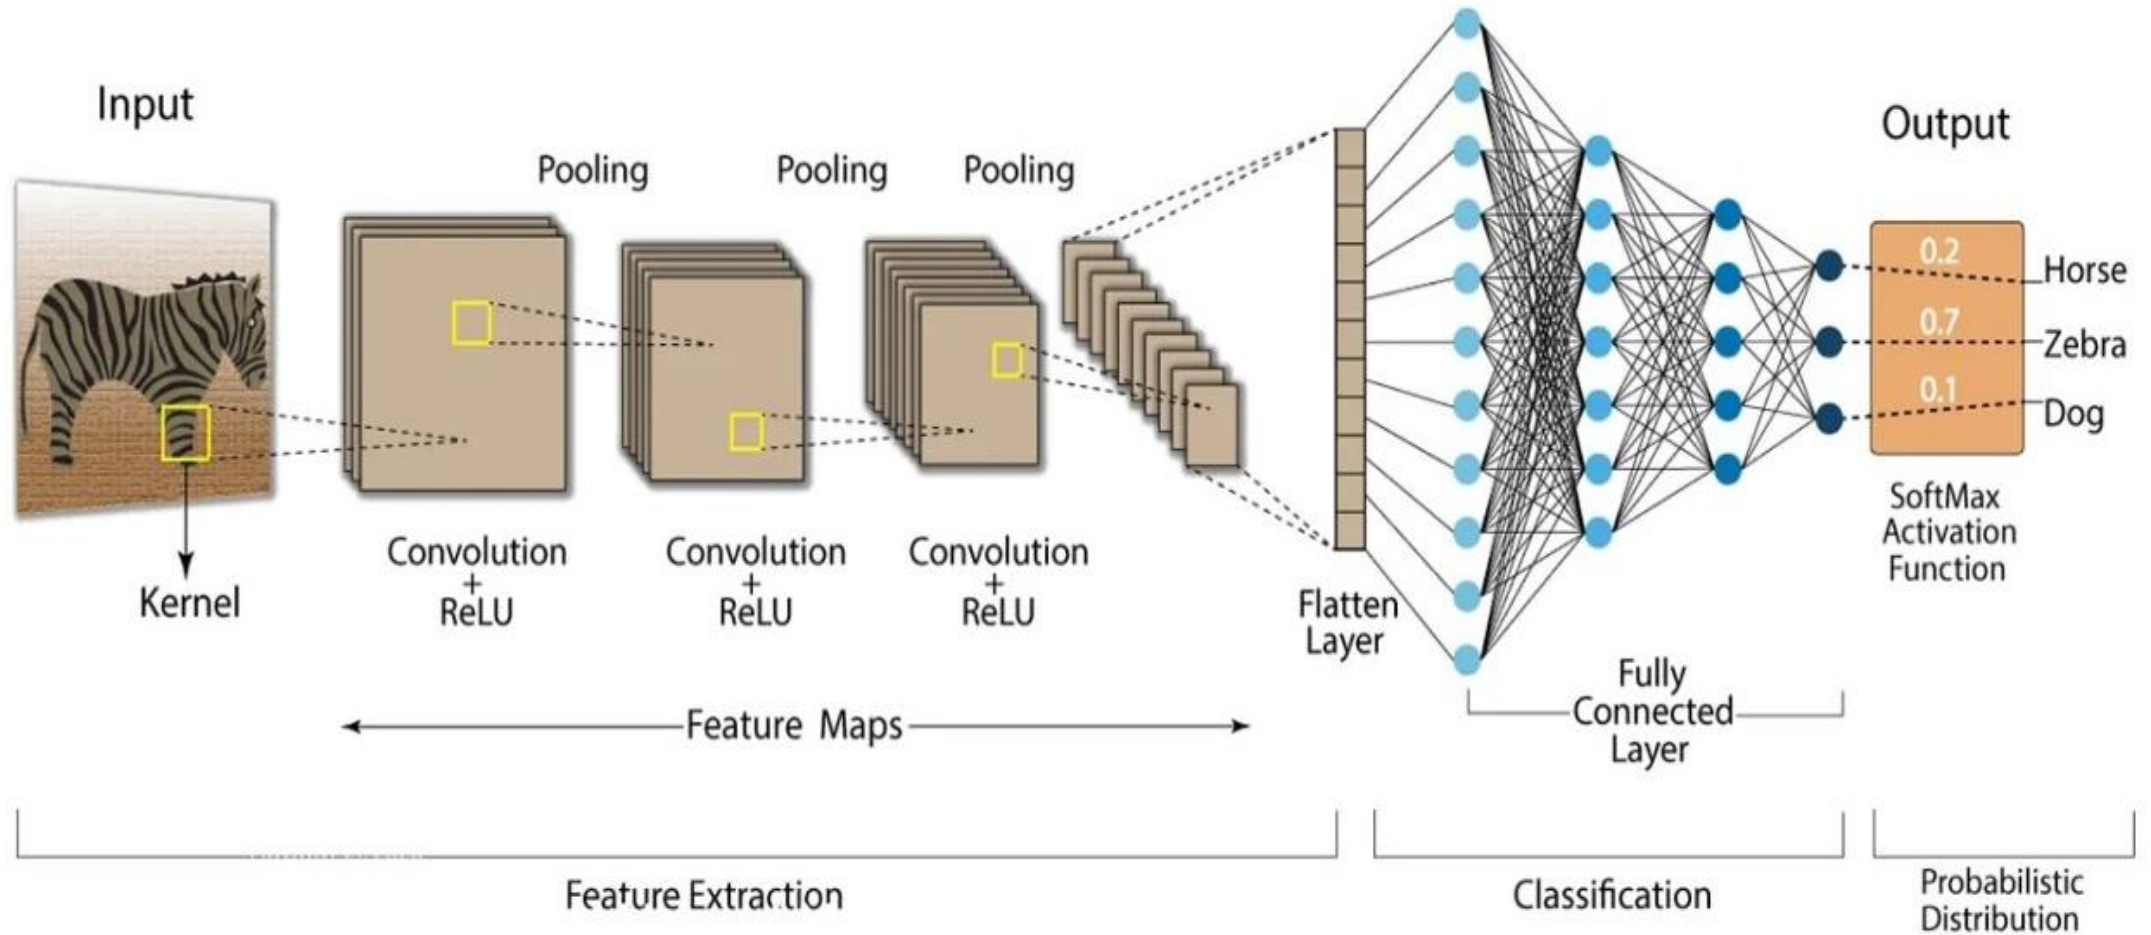 Input
Output
Pooling
Pooling
Pooling
0.2
Horse
0.7
Zebra
0.1
Dog
SoftMax
Activation
Function
Convolution
+
ReLU
Convolution
+
ReLU
Convolution
+
ReLU
Kernel
Flatten
Layer
Fully
Connected
Layer
Feature Maps
Feature Extraction
Classification
Probabilistic
Distribution